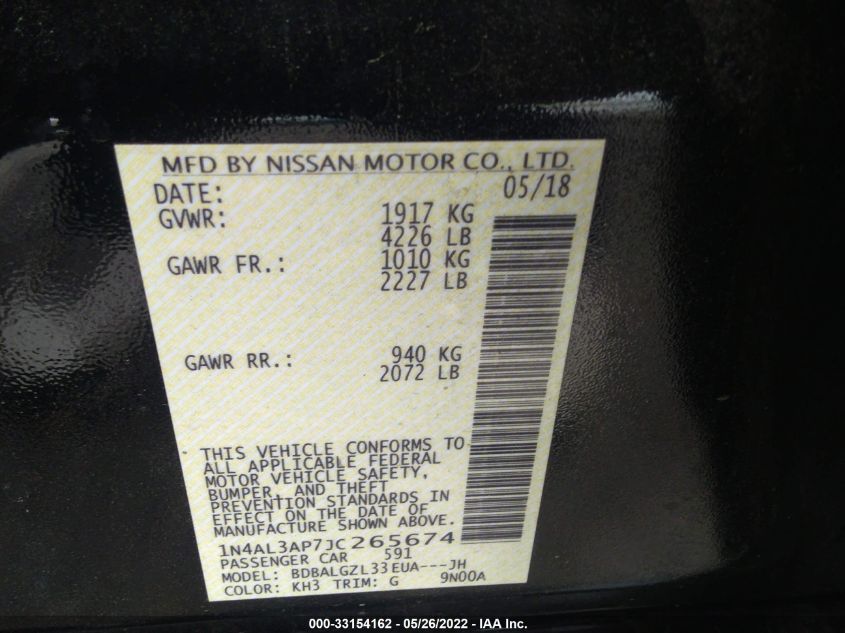 MFD BY NISSAN MOTOR CO., LTD.
DATE: 05/18
GVWR: 1917 KG
4226 LB
GAWR FR.: 1010 KG
2227 LB
GAWR RR.: 940 KG
2072 LB
THIS VEHICLE CONFORMS TO
ALL APPLICABLE FEDERAL
MOTOR VEHICLE SAFETY,
BUMPER, AND THEFT
PREVENTION STANDARDS IN
EFFECT ON THE DATE OF
MANUFACTURE SHOWN ABOVE.
1N4AL3AP7JC265674
PASSENGER CAR 591
MODEL: BDBALGZL33EUA---JH
COLOR: KH3 TRIM: G 9N00A
000-33154162 - 05/26/2022 - IAA Inc.